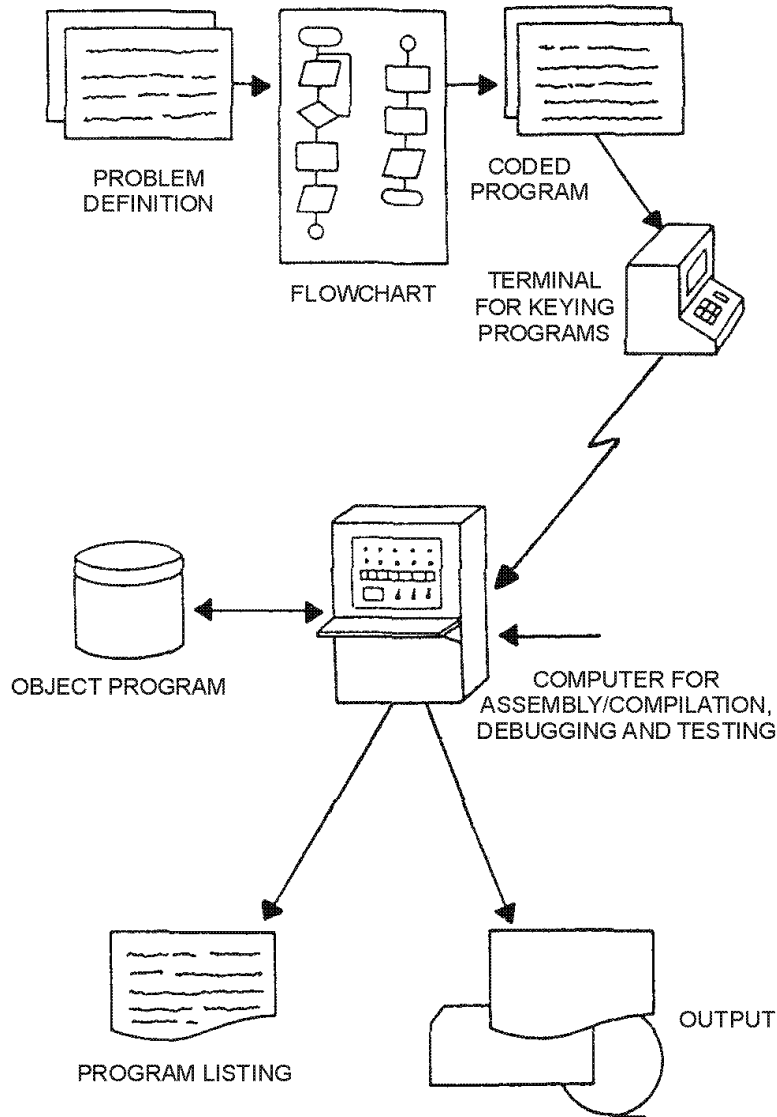 PROBLEM
DEFINITION
FLOWCHART
CODED
PROGRAM
TERMINAL
FOR KEYING
PROGRAMS
OBJECT PROGRAM
COMPUTER FOR
ASSEMBLY/COMPILATION,
DEBUGGING AND TESTING
PROGRAM LISTING
OUTPUT